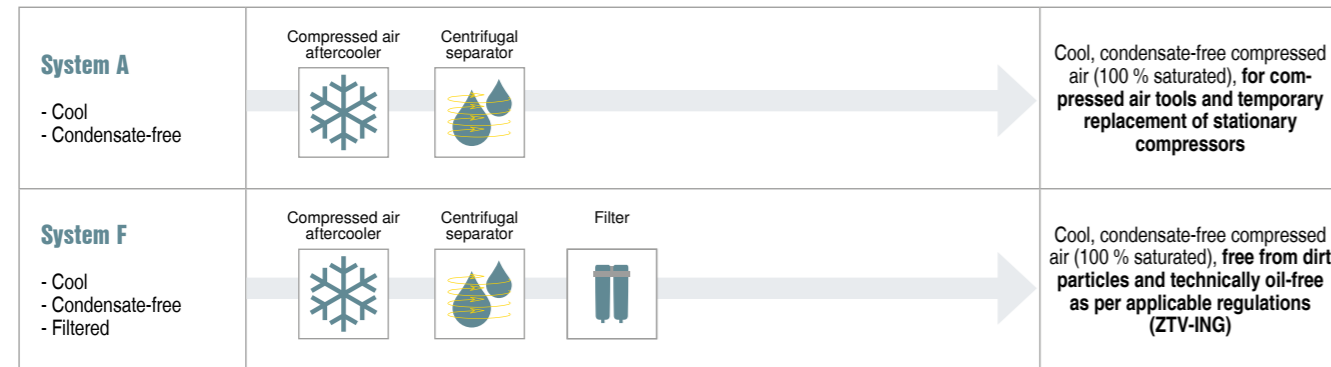 System A
- Cool
- Condensate-free
Compressed air
aftercooler
Centrifugal
separator
Cool, condensate-free compressed
air (100 % saturated), for com-
pressed air tools and temporary
replacement of stationary
compressors
System F
- Cool
- Condensate-free
- Filtered
Compressed air
aftercooler
Centrifugal
separator
Filter
Cool, condensate-free compressed
air (100 % saturated), free from dirt
particles and technically oil-free
as per applicable regulations
(ZTV-ING)